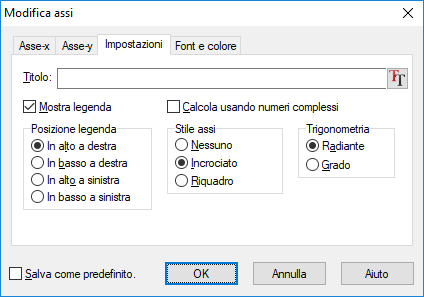 Modifica assi
Asse-x Asse-y Impostazioni Font e colore
Titolo:
Mostra legenda Calcola usando numeri complessi
Posizione legenda Stile assi Trigonometria
In alto a destra Nessuno Radiante
In basso a destra Incrociato Grado
In alto a sinistra Riquadro
In basso a sinistra
Salva come predefinito. OK Annulla Aiuto